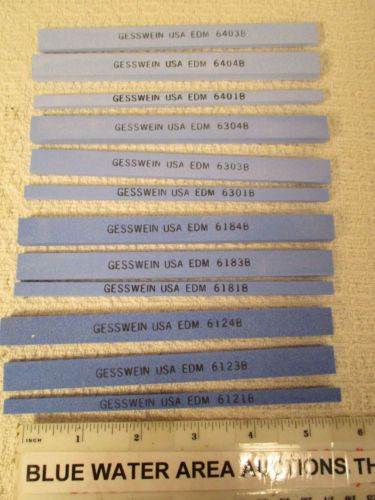 GESSWEIN USA EDM 6403B
GESSWEIN USA EDM 6404B
GESSWEIN USA EDM 6401B
GESSWEIN USA EDM 6304B
GESSWEIN USA EDM 6303B
GESSWEIN USA EDM 6301B
GESSWEIN USA EDM 6184B
GESSWEIN USA EDM 6183B
GESSWEIN USA EDM 6181B
GESSWEIN USA EDM 6124B
GESSWEIN USA EDM 6123B
GESSWEIN USA EDM 6121B
INCH 1 2 3 4 5 6
BLUE WATER AREA AUCTIONS TH